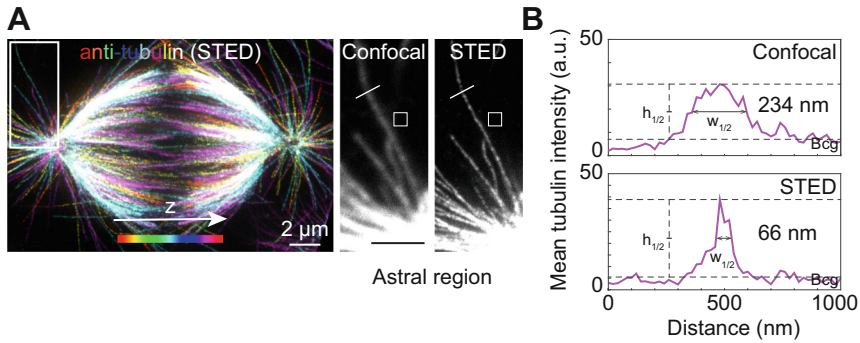 A
anti-tubulin (STED)
z
2 μm
Confocal
STED
Astral region
B
Mean tubulin intensity (a.u.)
50
Confocal
h1/2
w1/2
234 nm
Bcg
0
50
STED
h1/2
w1/2
66 nm
Bcg
0
0
500
1000
Distance (nm)